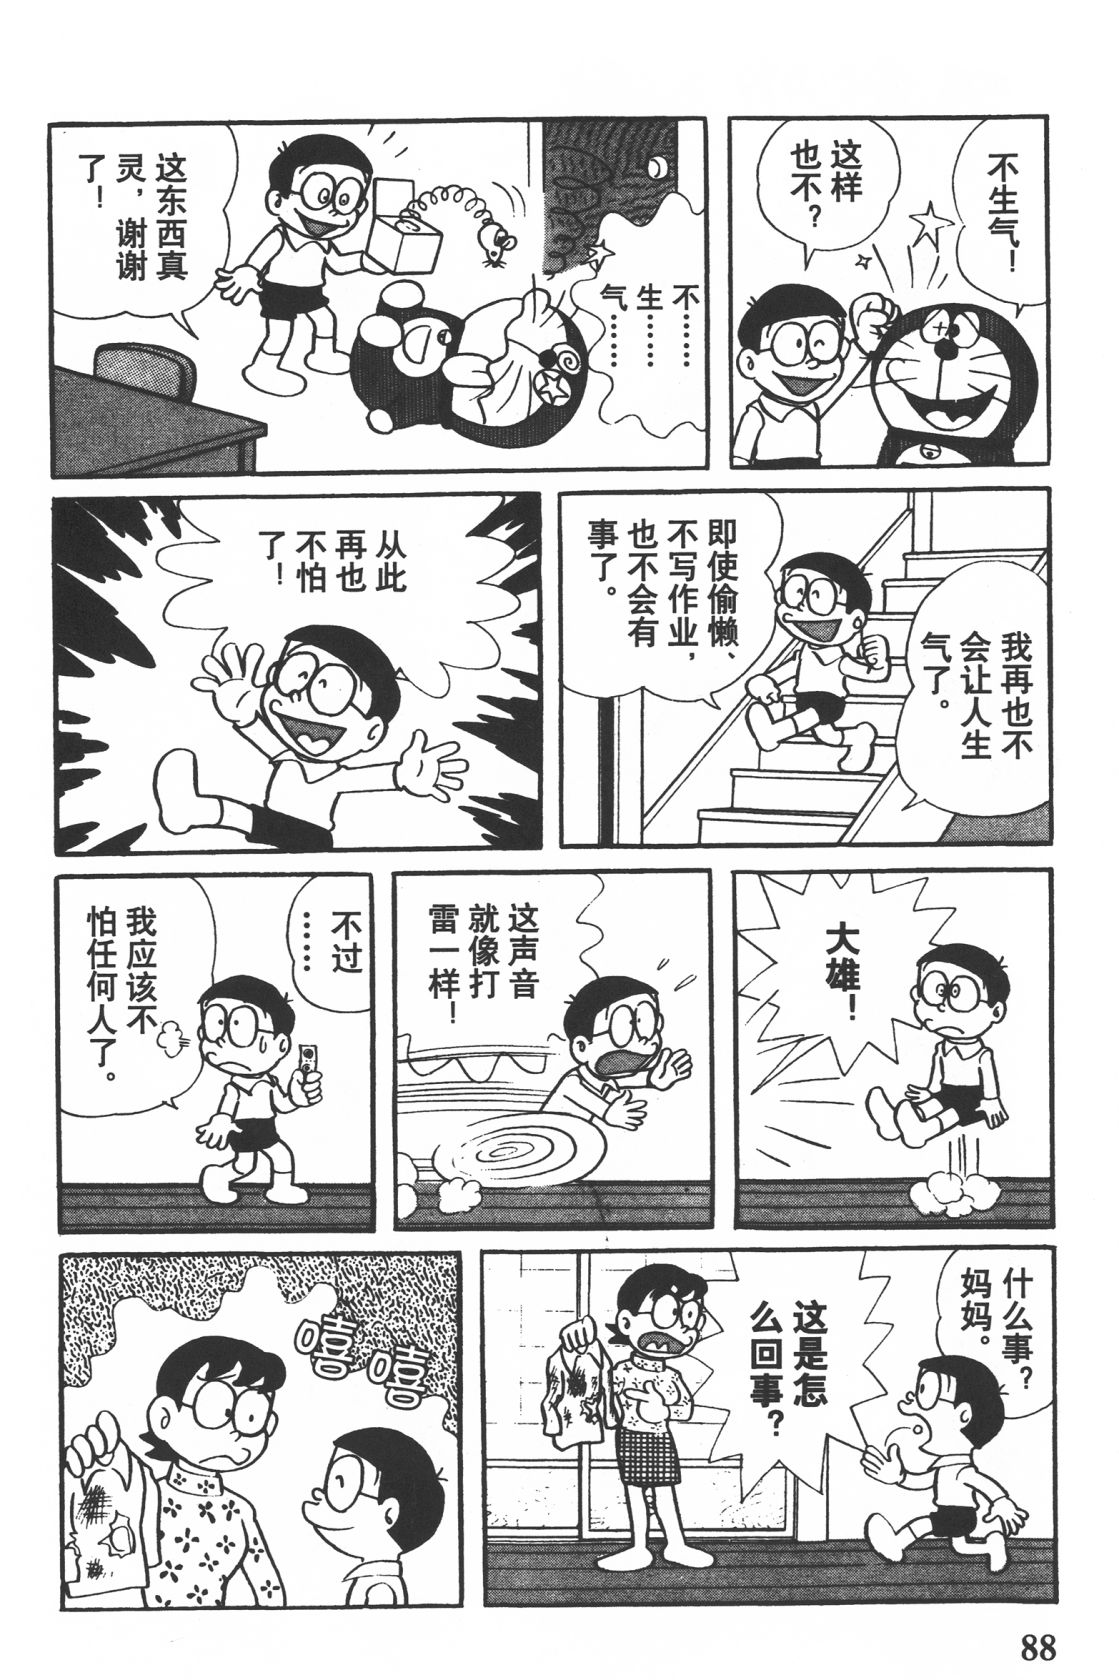 不生气！
这样
也不？
不……
生……
气……
这东西真
灵，谢谢
了！
我再也不
会让人生
气了。
即使偷懒、
不写作业，
也不会有
事了。
从此
再也
不怕
了！
大雄！
这声音
就像打
雷一样！
不过
……
我应该不
怕任何人了。
什么事？
妈妈。
这是怎
么回事？
嘻嘻
88